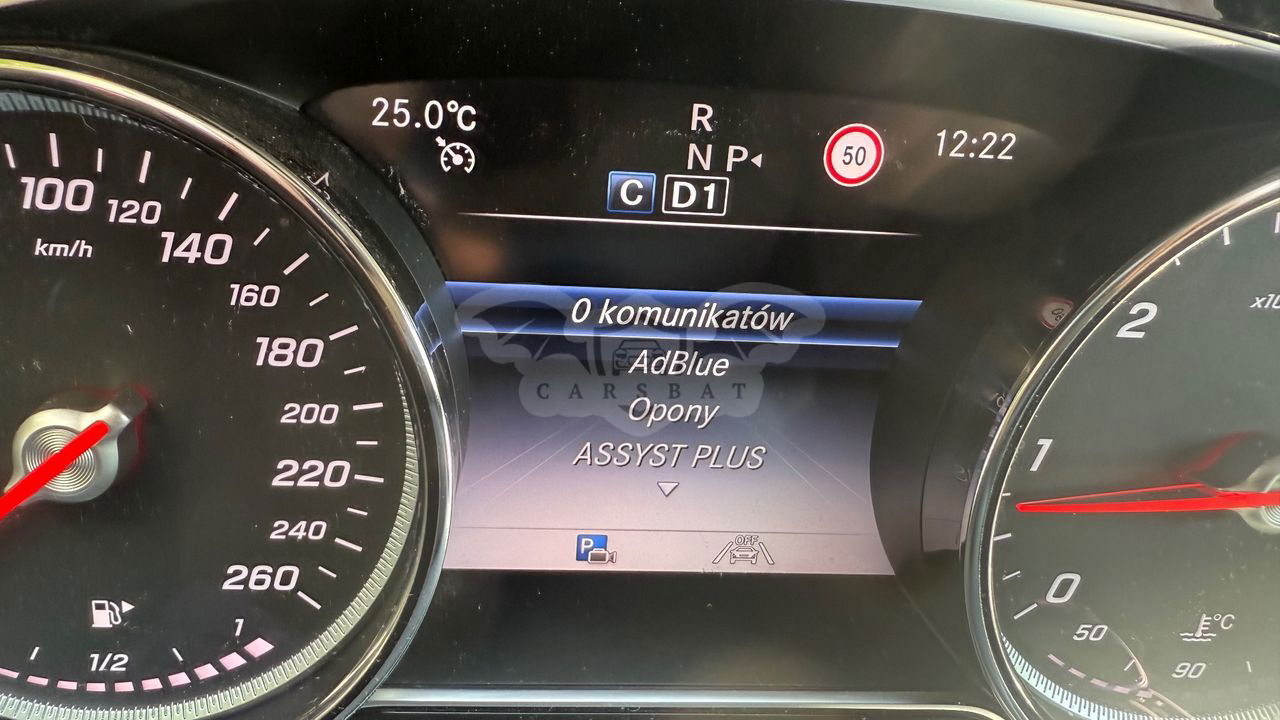 25.0°C
R
N P◂
C D1
50
12:22
100
120
140
160
180
200
220
240
260
km/h
1/2
1
0 komunikatów
AdBlue
Opony
ASSYST PLUS
CARSBAT
P
OFF
2
1
0
50
90
°C